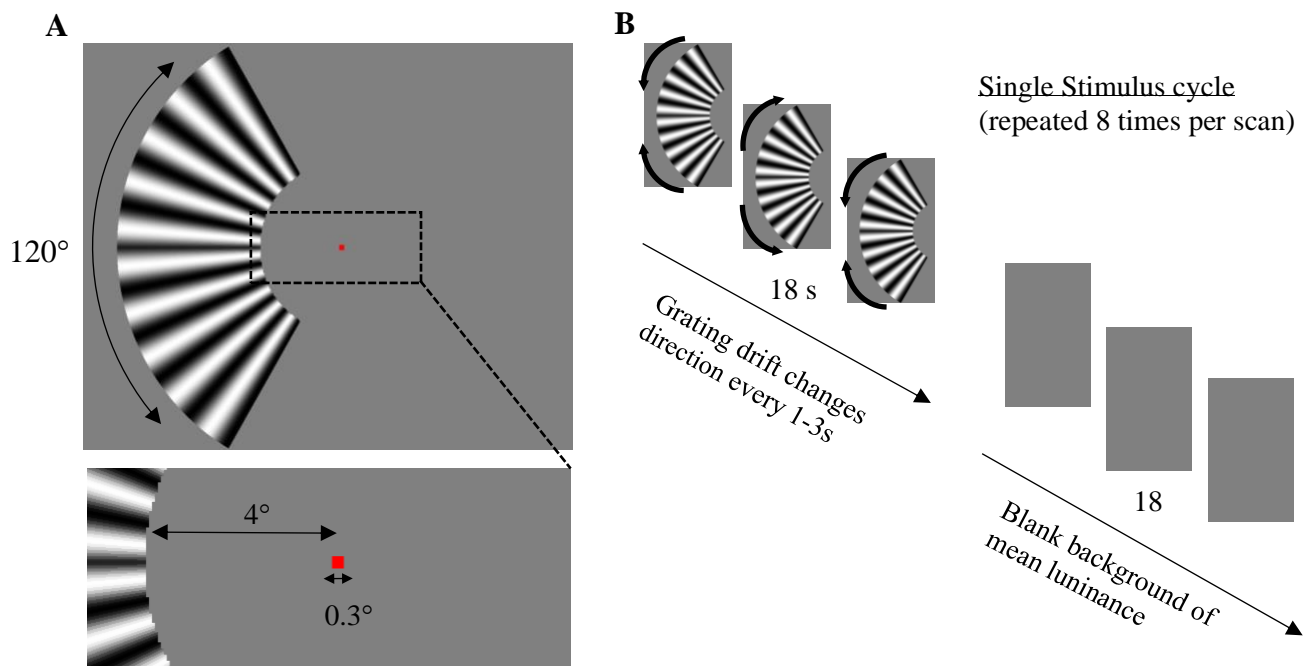 A
120°
4°
0.3°
B
18 s
Grating drift changes
direction every 1-3s
Single Stimulus cycle
(repeated 8 times per scan)
18
Blank background of
mean luninance